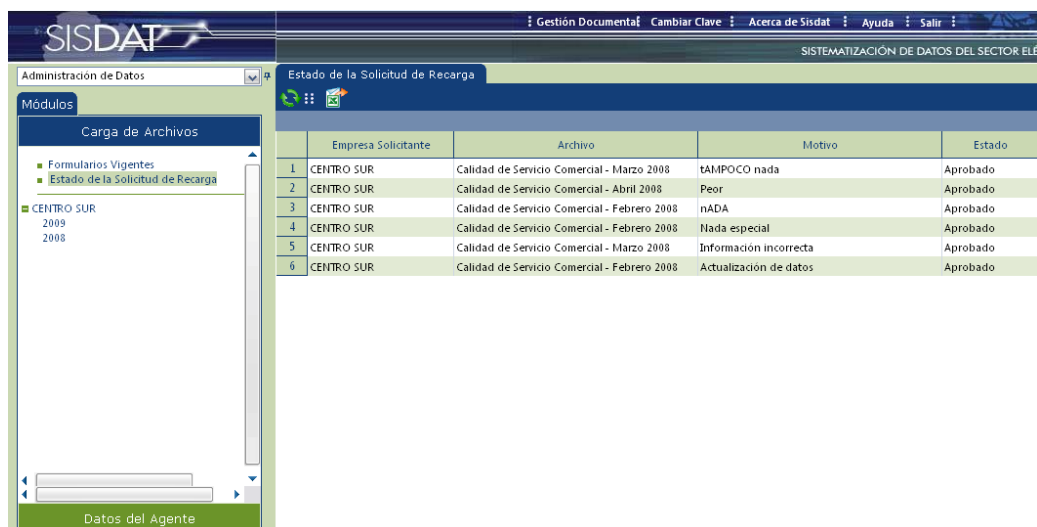 SISDAT
Gestión Documental Cambiar Clave Acerca de Sisdat Ayuda Salir
SISTEMATIZACIÓN DE DATOS DEL SECTOR ELÉ
Administración de Datos
Estado de la Solicitud de Recarga
Módulos
Carga de Archivos
Formularios Vigentes
Estado de la Solicitud de Recarga
CENTRO SUR
2009
2008
Datos del Agente
Empresa Solicitante Archivo Motivo Estado
1 CENTRO SUR Calidad de Servicio Comercial - Marzo 2008 tAMPOCO nada Aprobado
2 CENTRO SUR Calidad de Servicio Comercial - Abril 2008 Peor Aprobado
3 CENTRO SUR Calidad de Servicio Comercial - Febrero 2008 nADA Aprobado
4 CENTRO SUR Calidad de Servicio Comercial - Febrero 2008 Nada especial Aprobado
5 CENTRO SUR Calidad de Servicio Comercial - Marzo 2008 Información incorrecta Aprobado
6 CENTRO SUR Calidad de Servicio Comercial - Febrero 2008 Actualización de datos Aprobado